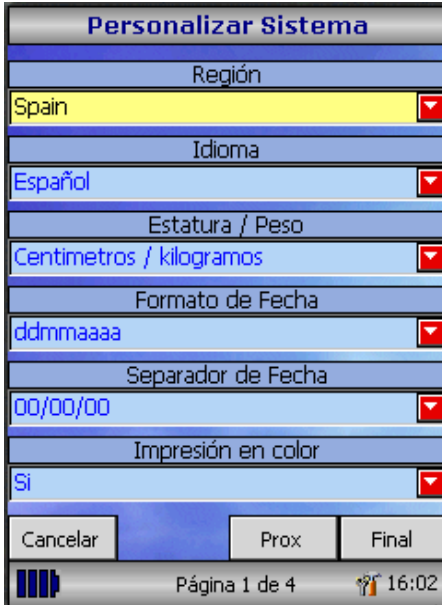 Personalizar Sistema
Región
Spain
Idioma
Español
Estatura / Peso
Centimetros / kilogramos
Formato de Fecha
ddmmaaaa
Separador de Fecha
00/00/00
Impresión en color
Si
Cancelar Prox Final
Página 1 de 4 16:02